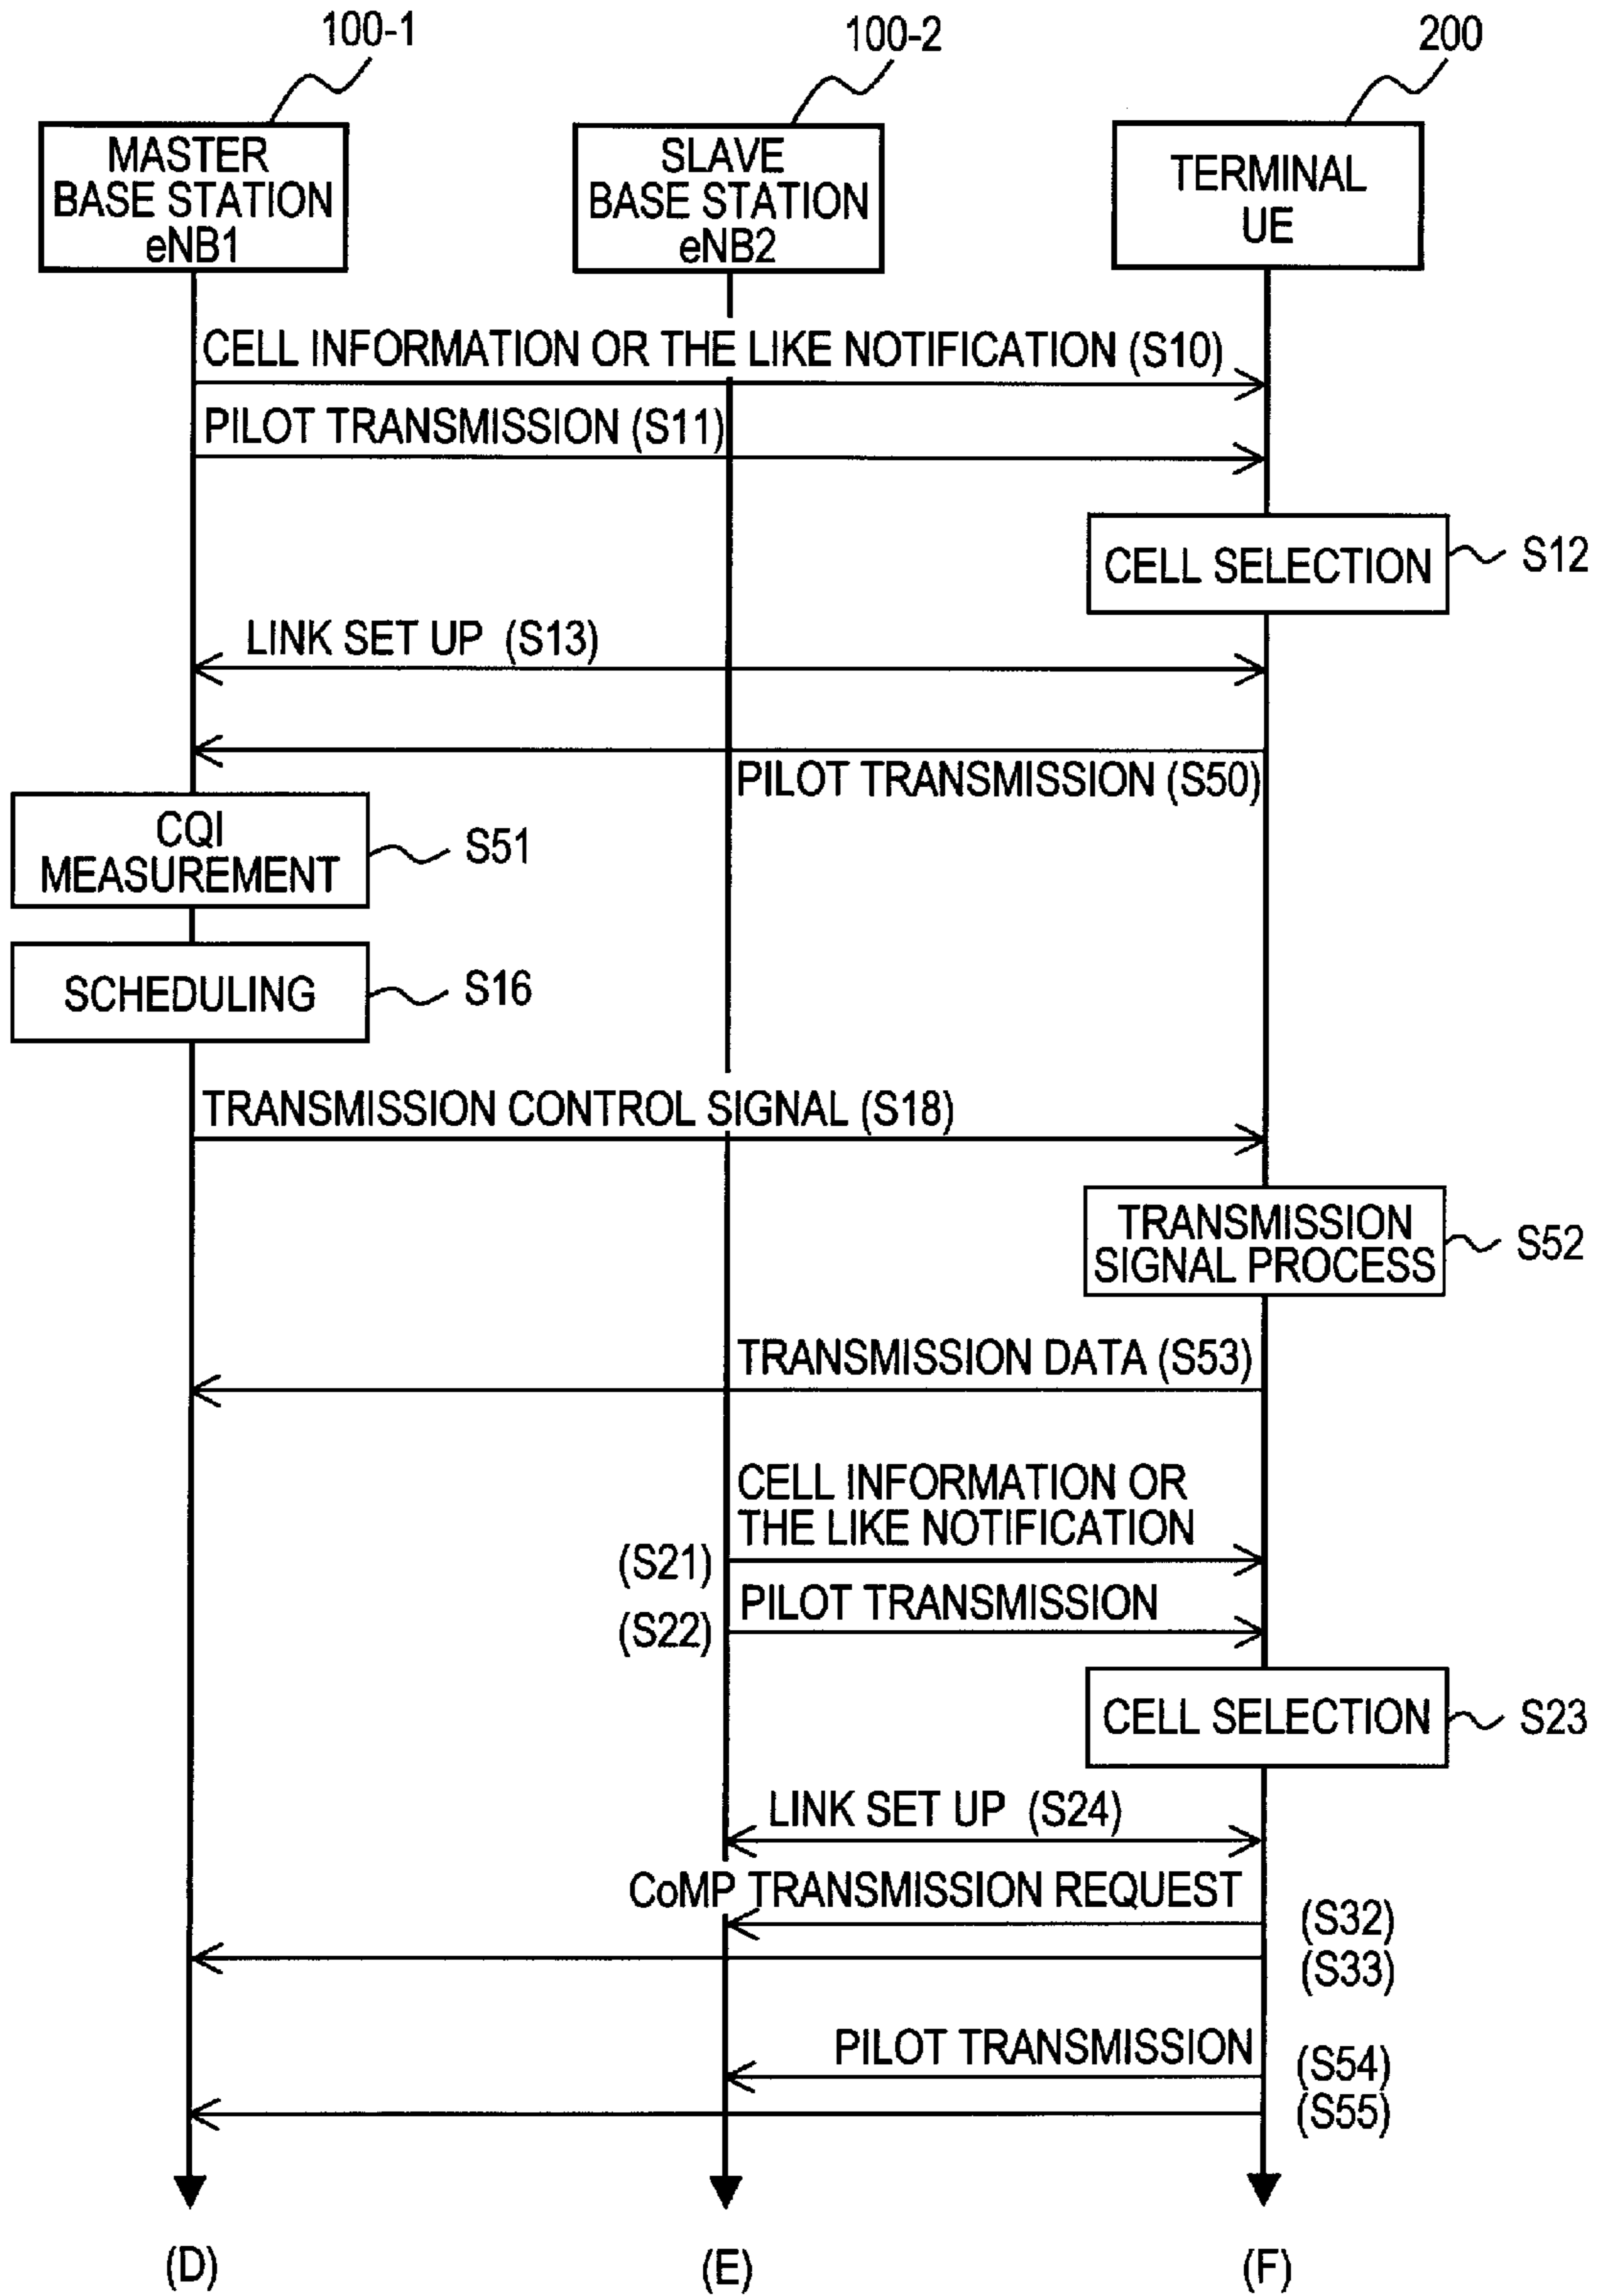 100-1
100-2
200
MASTER
BASE STATION
eNB1
SLAVE
BASE STATION
eNB2
TERMINAL
UE
CELL INFORMATION OR THE LIKE NOTIFICATION (S10)
PILOT TRANSMISSION (S11)
CELL SELECTION
S12
LINK SET UP (S13)
PILOT TRANSMISSION (S50)
CQI
MEASUREMENT
S51
SCHEDULING
S16
TRANSMISSION CONTROL SIGNAL (S18)
TRANSMISSION
SIGNAL PROCESS
S52
TRANSMISSION DATA (S53)
CELL INFORMATION OR
THE LIKE NOTIFICATION
(S21)
PILOT TRANSMISSION
(S22)
CELL SELECTION
S23
LINK SET UP (S24)
CoMP TRANSMISSION REQUEST
(S32)
(S33)
PILOT TRANSMISSION
(S54)
(S55)
(D)
(E)
(F)